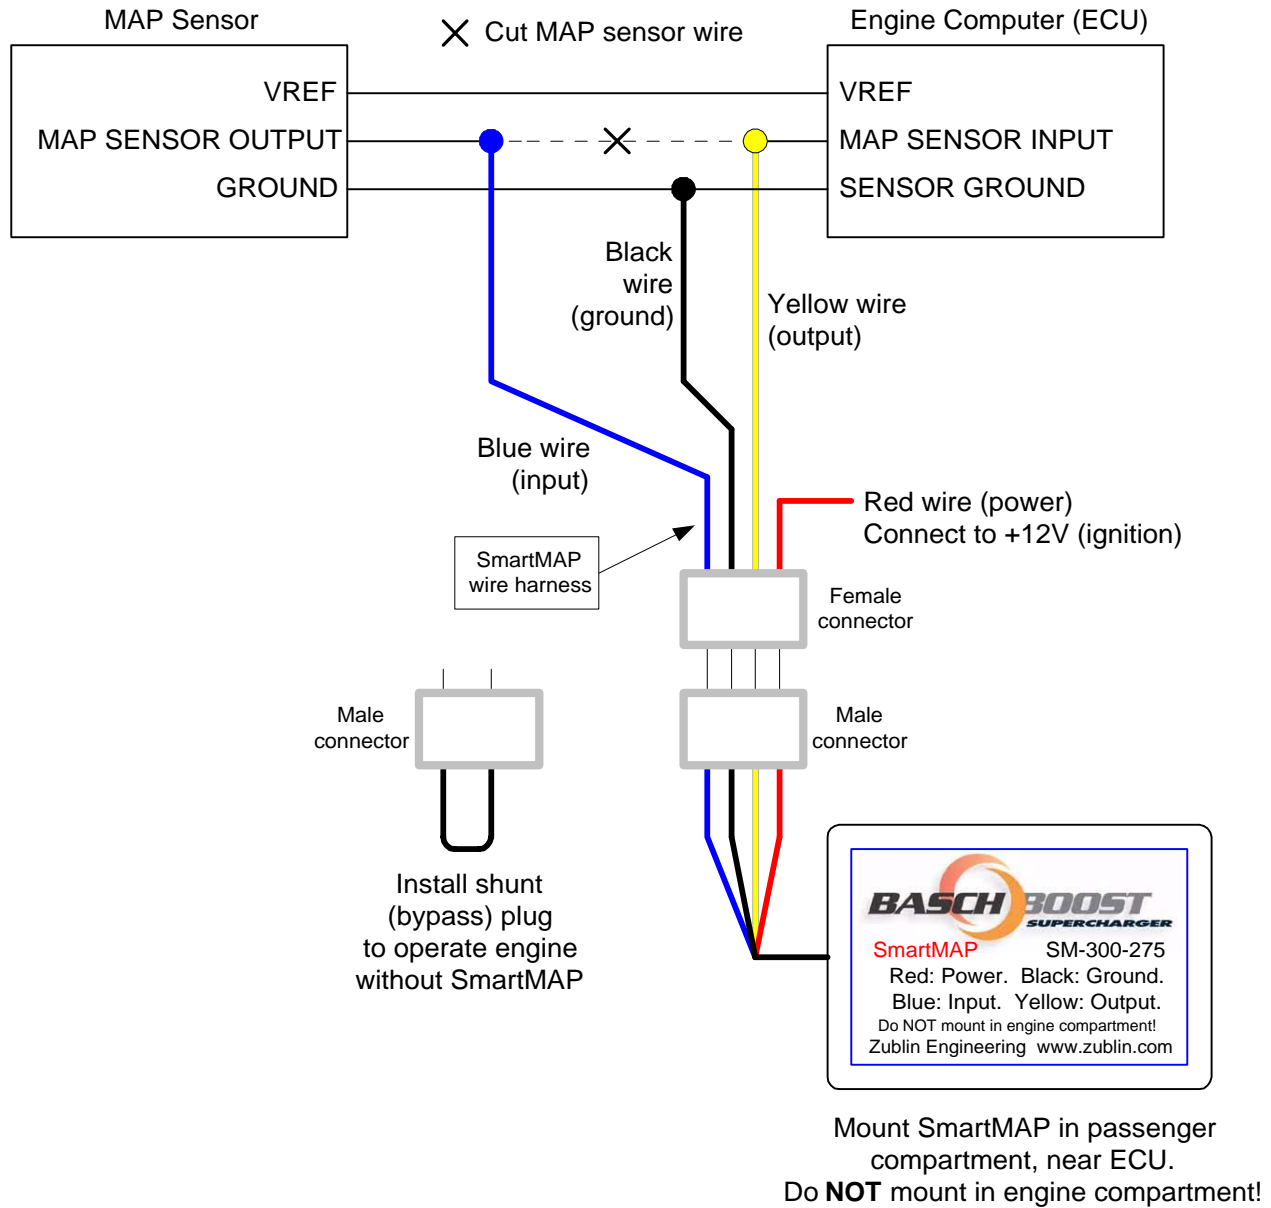 MAP Sensor
Cut MAP sensor wire
Engine Computer (ECU)
VREF
VREF
MAP SENSOR OUTPUT
MAP SENSOR INPUT
GROUND
SENSOR GROUND
Black
wire
(ground)
Yellow wire
(output)
Blue wire
(input)
Red wire (power)
Connect to +12V (ignition)
SmartMAP
wire harness
Female
connector
Male
connector
Male
connector
Install shunt
(bypass) plug
to operate engine
without SmartMAP
BASCH BOOST
SUPERCHARGER
SmartMAP SM-300-275
Red: Power. Black: Ground.
Blue: Input. Yellow: Output.
Do NOT mount in engine compartment!
Zublin Engineering www.zublin.com
Mount SmartMAP in passenger
compartment, near ECU.
Do NOT mount in engine compartment!